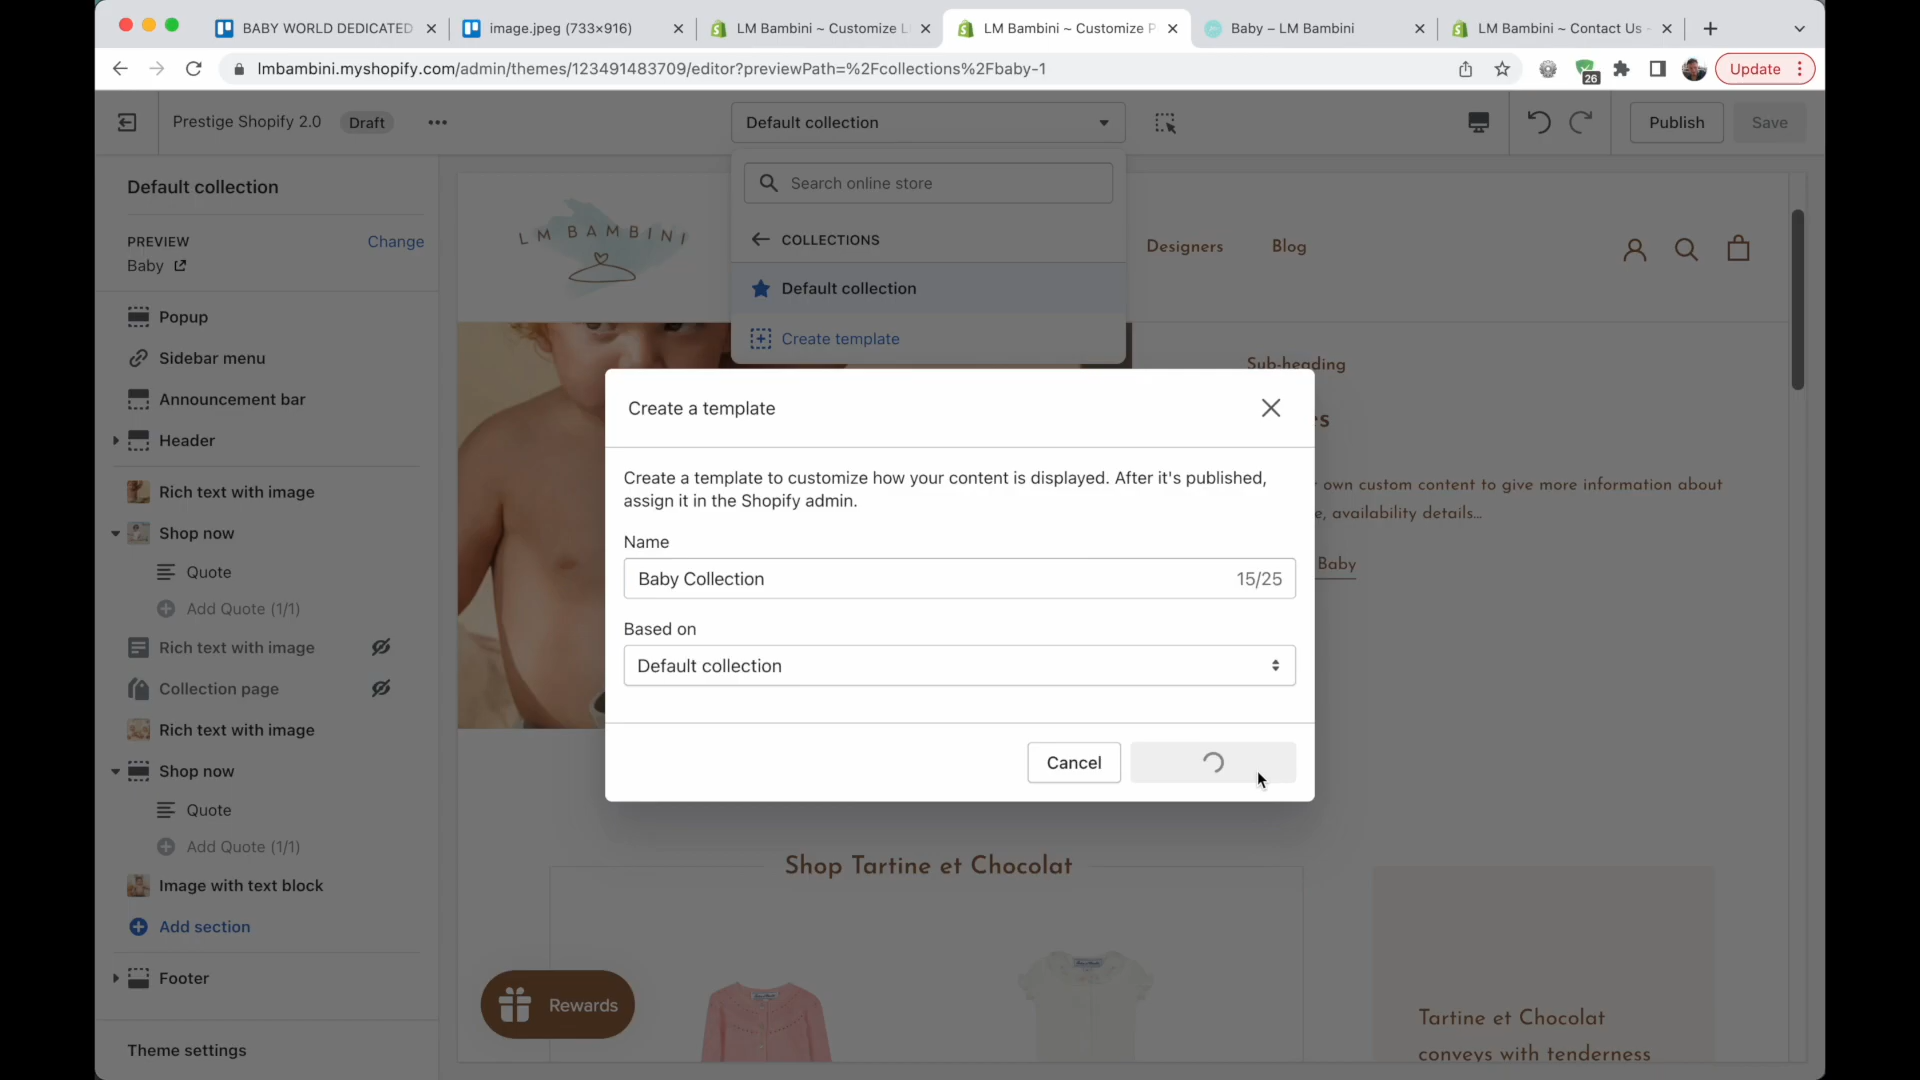 BABY WORLD DEDICATED
image.jpeg (733×916)
LM Bambini ~ Customize L
LM Bambini ~ Customize P
Baby – LM Bambini
LM Bambini ~ Contact Us -
lmbambini.myshopify.com/admin/themes/123491483709/editor?previewPath=%2Fcollections%2Fbaby-1
26
Update
Prestige Shopify 2.0
Draft
Default collection
Publish
Save
Default collection
PREVIEW
Change
Baby
Popup
Sidebar menu
Announcement bar
Header
Rich text with image
Shop now
Quote
Add Quote (1/1)
Rich text with image
Collection page
Rich text with image
Shop now
Quote
Add Quote (1/1)
Image with text block
Add section
Footer
Theme settings
Search online store
COLLECTIONS
Default collection
Create template
LM BAMBINI
Designers
Blog
Sub-heading
own custom content to give more information about
availability details...
Baby
Create a template
Create a template to customize how your content is displayed. After it's published,
assign it in the Shopify admin.
Name
Baby Collection
15/25
Based on
Default collection
Cancel
Shop Tartine et Chocolat
Rewards
Tartine et Chocolat
conveys with tenderness